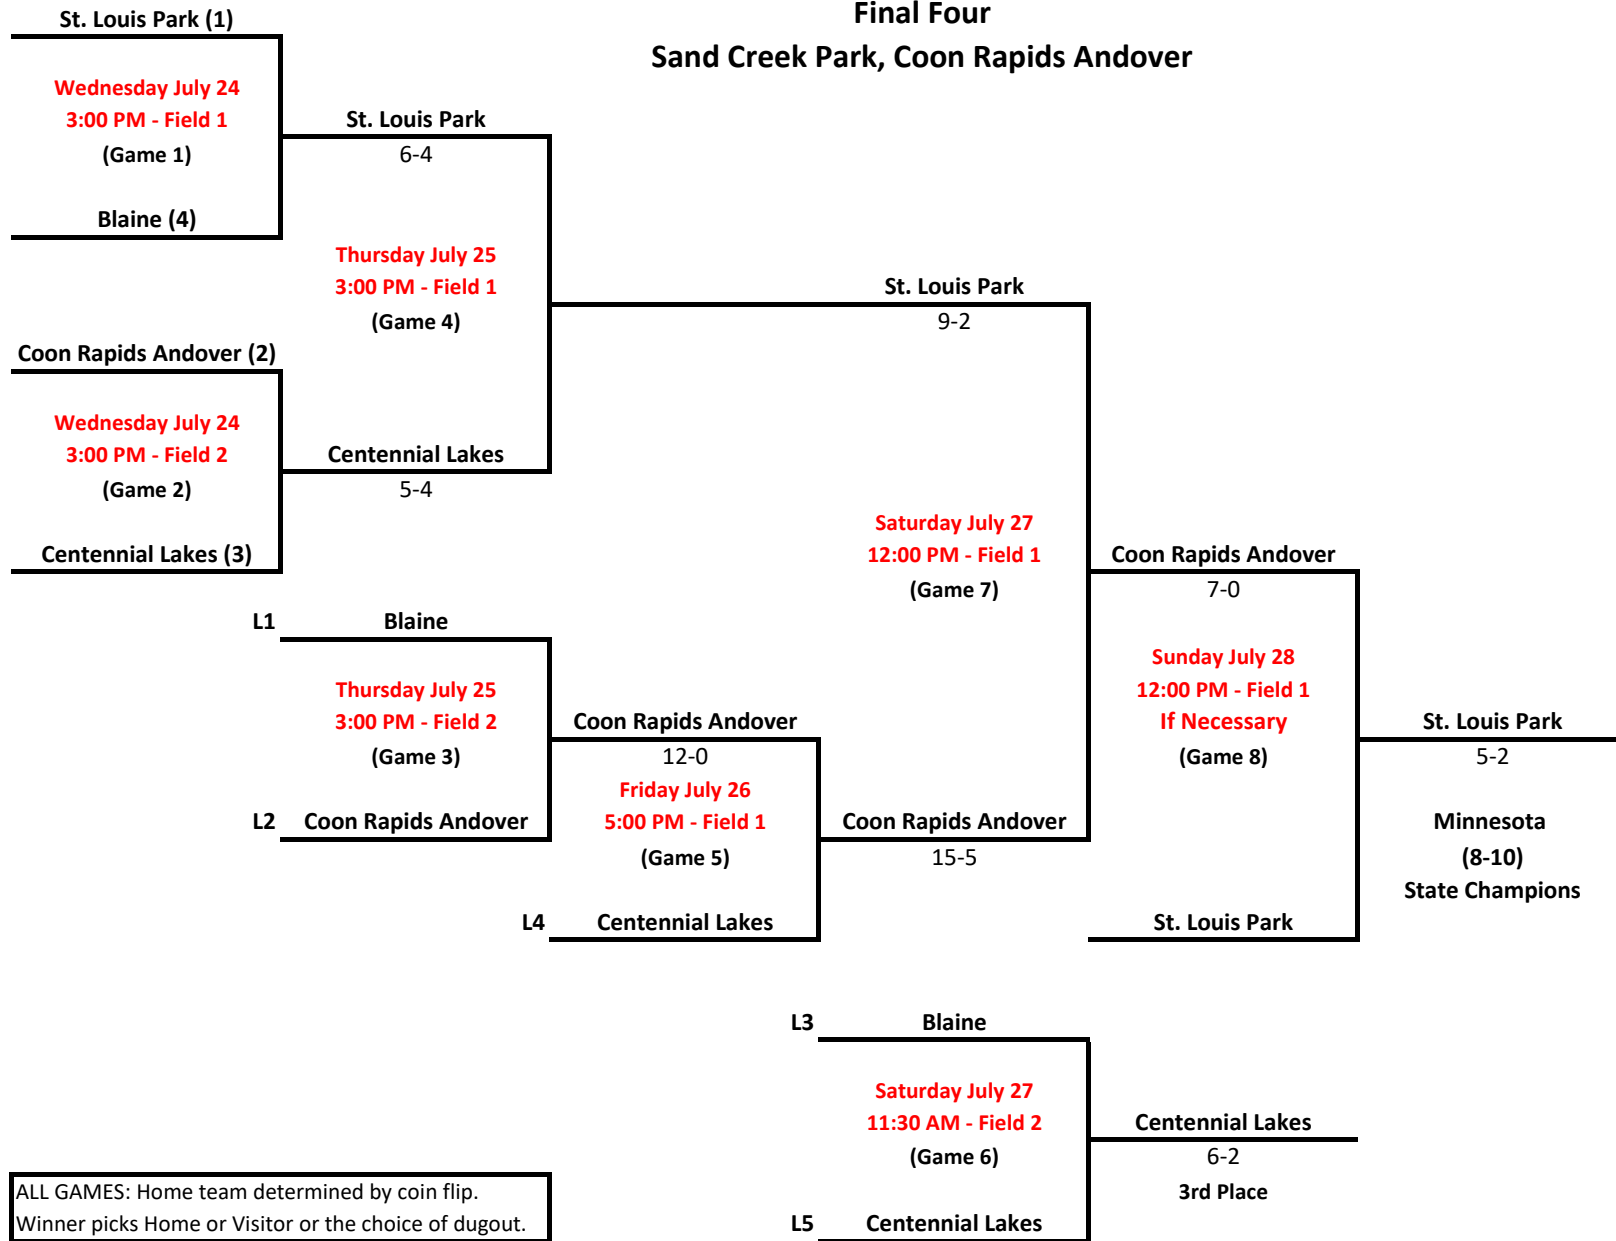 Final Four
Sand Creek Park, Coon Rapids Andover
St. Louis Park (1)
Wednesday July 24
3:00 PM - Field 1
(Game 1)
Blaine (4)
St. Louis Park
6-4
Thursday July 25
3:00 PM - Field 1
(Game 4)
Coon Rapids Andover (2)
Wednesday July 24
3:00 PM - Field 2
(Game 2)
Centennial Lakes (3)
Centennial Lakes
5-4
St. Louis Park
9-2
Saturday July 27
12:00 PM - Field 1
(Game 7)
Coon Rapids Andover
7-0
L1 Blaine
Thursday July 25
3:00 PM - Field 2
(Game 3)
L2 Coon Rapids Andover
Coon Rapids Andover
12-0
Friday July 26
5:00 PM - Field 1
(Game 5)
L4 Centennial Lakes
Coon Rapids Andover
15-5
Sunday July 28
12:00 PM - Field 1
If Necessary
(Game 8)
St. Louis Park
St. Louis Park
5-2
Minnesota
(8-10)
State Champions
L3 Blaine
Saturday July 27
11:30 AM - Field 2
(Game 6)
L5 Centennial Lakes
Centennial Lakes
6-2
3rd Place
ALL GAMES: Home team determined by coin flip.
Winner picks Home or Visitor or the choice of dugout.